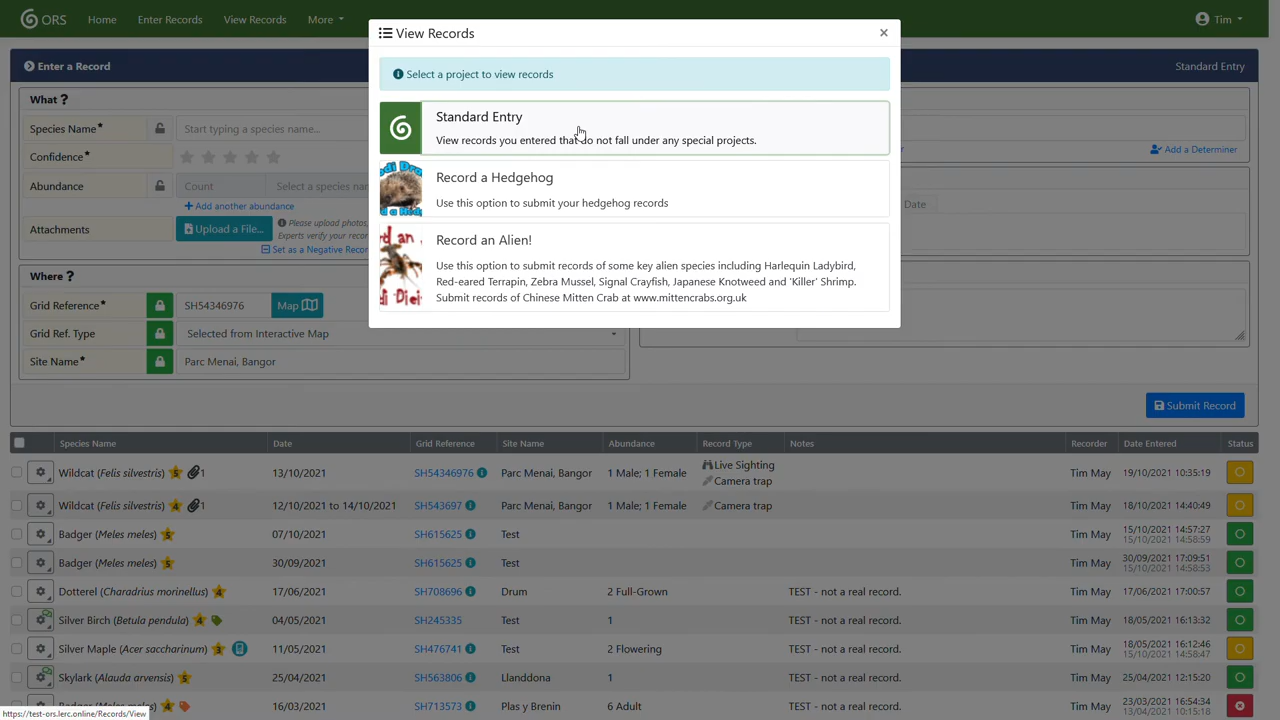 ORS Home Enter Records View Records More Tim
View Records ×
Select a project to view records
Standard Entry
View records you entered that do not fall under any special projects.
Record a Hedgehog
Use this option to submit your hedgehog records
Record an Alien!
Use this option to submit records of some key alien species including Harlequin Ladybird,
Red-eared Terrapin, Zebra Mussel, Signal Crayfish, Japanese Knotweed and 'Killer' Shrimp.
Submit records of Chinese Mitten Crab at www.mittencrabs.org.uk
Enter a Record Standard Entry
What ?
Species Name* Start typing a species name...
Confidence*
Add a Determiner
Abundance Count Select a species
Date
Add another abundance
Attachments Upload a File... Please upload photos,
Experts verify your record
Set as a Negative Recor
Where ?
Grid Reference* SH54346976 Map
Grid Ref. Type Selected from Interactive Map
Site Name* Parc Menai, Bangor
Submit Record
Species Name Date Grid Reference Site Name Abundance Record Type Notes Recorder Date Entered Status
Wildcat (Felis silvestris) 5 1 13/10/2021 SH54346976 Parc Menai, Bangor 1 Male; 1 Female Live Sighting Tim May 19/10/2021 10:35:19
Camera trap
Wildcat (Felis silvestris) 4 1 12/10/2021 to 14/10/2021 SH543697 Parc Menai, Bangor 1 Male; 1 Female Camera trap Tim May 18/10/2021 14:40:49
Badger (Meles meles) 5 07/10/2021 SH615625 Test Tim May 15/10/2021 14:57:27
15/10/2021 14:58:59
Badger (Meles meles) 5 30/09/2021 SH615625 Test Tim May 30/09/2021 17:09:51
15/10/2021 14:58:53
Dotterel (Charadrius morinellus) 4 17/06/2021 SH708696 Drum 2 Full-Grown TEST - not a real record. Tim May 17/06/2021 17:00:57
Silver Birch (Betula pendula) 4 04/05/2021 SH245335 Test 1 TEST - not a real record. Tim May 18/05/2021 16:13:32
Silver Maple (Acer saccharinum) 3 11/05/2021 SH476741 Test 2 Flowering TEST - not a real record. Tim May 18/05/2021 16:12:46
15/10/2021 14:58:47
Skylark (Alauda arvensis) 5 25/04/2021 SH563806 Llanddona 1 TEST - not a real record. Tim May 25/04/2021 12:15:20
Badger (Meles meles) 4 16/03/2021 SH713573 Plas y Brenin 6 Adult TEST - not a real record. Tim May 23/03/2021 16:54:34
13/04/2021 10:15:18
https://test-ors.lerc.online/Records/View